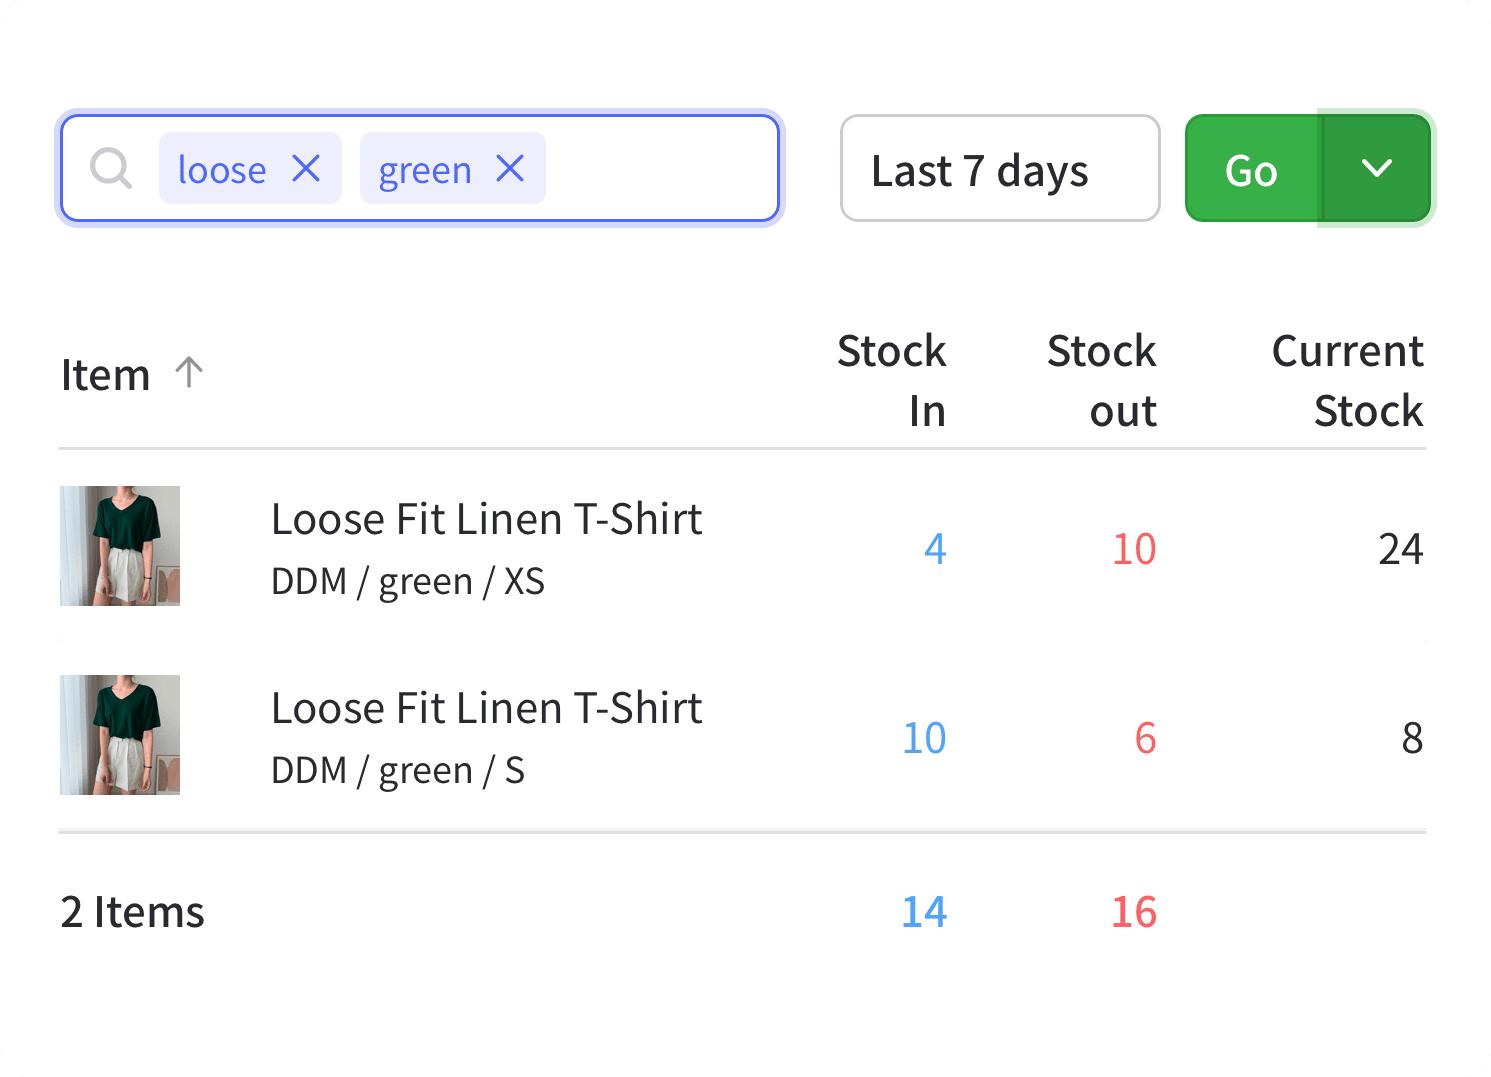 loose green Last 7 days Go
Item Stock In Stock out Current Stock
Loose Fit Linen T-Shirt 4 10 24
DDM / green / XS
Loose Fit Linen T-Shirt 10 6 8
DDM / green / S
2 Items 14 16